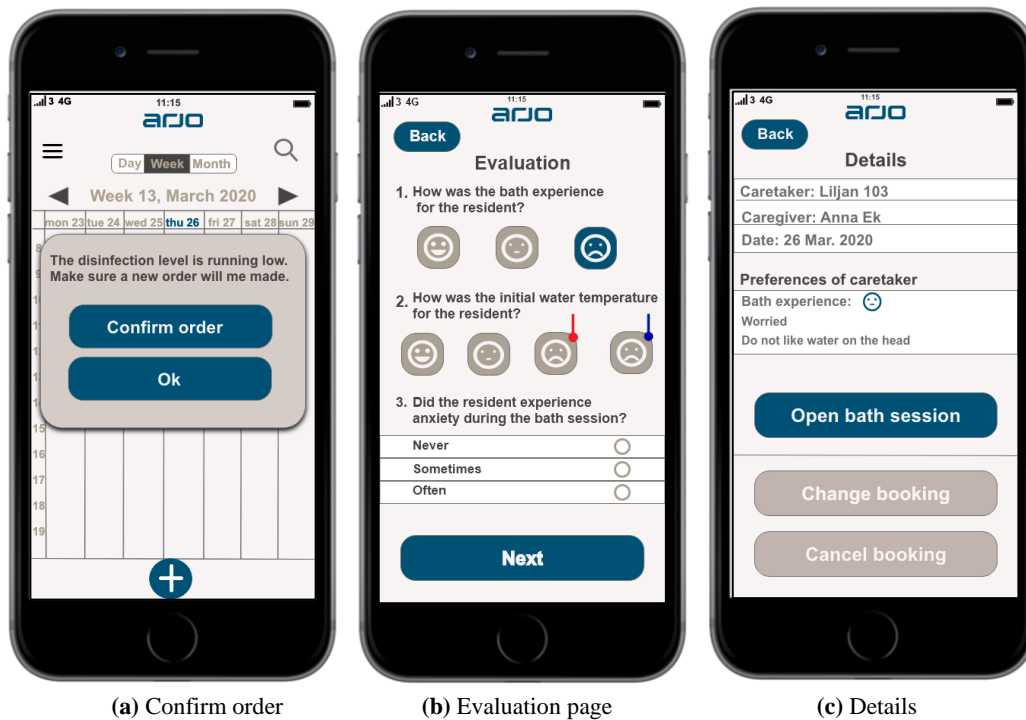 3 4G
11:15
arjo
Day Week Month
Week 13, March 2020
mon 23 tue 24 wed 25 thu 26 fri 27 sat 28 sun 29
The disinfection level is running low.
Make sure a new order will me made.
Confirm order
Ok
15
16
17
18
19
(a) Confirm order
3 4G
11:15
arjo
Back
Evaluation
1. How was the bath experience
for the resident?
2. How was the initial water temperature
for the resident?
3. Did the resident experience
anxiety during the bath session?
Never
Sometimes
Often
Next
(b) Evaluation page
3 4G
11:15
arjo
Back
Details
Caretaker: Liljan 103
Caregiver: Anna Ek
Date: 26 Mar. 2020
Preferences of caretaker
Bath experience:
Worried
Do not like water on the head
Open bath session
Change booking
Cancel booking
(c) Details